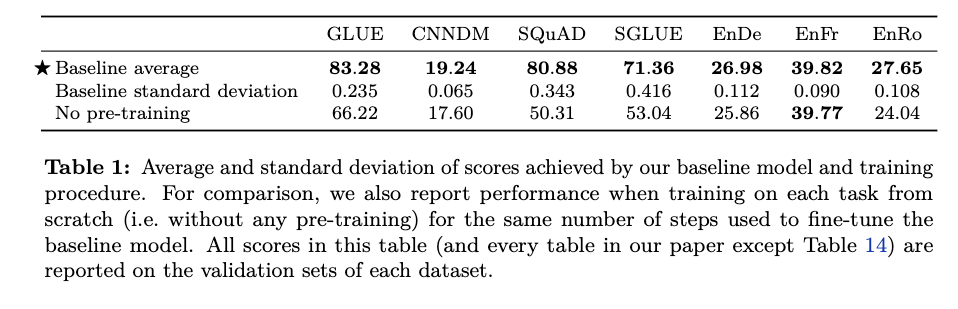 GLUE CNNDM SQuAD SGLUE EnDe EnFr EnRo
★ Baseline average 83.28 19.24 80.88 71.36 26.98 39.82 27.65
Baseline standard deviation 0.235 0.065 0.343 0.416 0.112 0.090 0.108
No pre-training 66.22 17.60 50.31 53.04 25.86 39.77 24.04
Table 1: Average and standard deviation of scores achieved by our baseline model and training
procedure. For comparison, we also report performance when training on each task from
scratch (i.e. without any pre-training) for the same number of steps used to fine-tune the
baseline model. All scores in this table (and every table in our paper except Table 14) are
reported on the validation sets of each dataset.